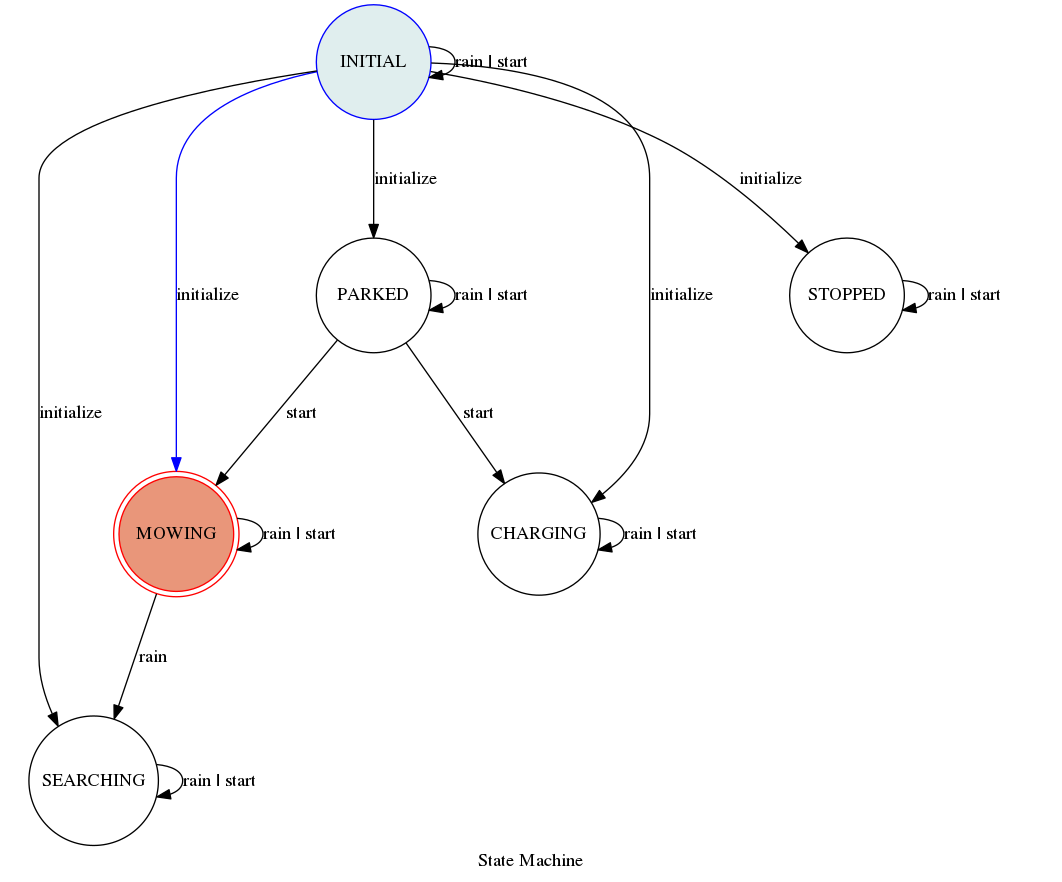 INITIAL
rain | start
initialize
initialize
PARKED
rain | start
STOPPED
rain | start
initialize
initialize
initialize
start
start
MOWING
rain | start
CHARGING
rain | start
rain
SEARCHING
rain | start
State Machine